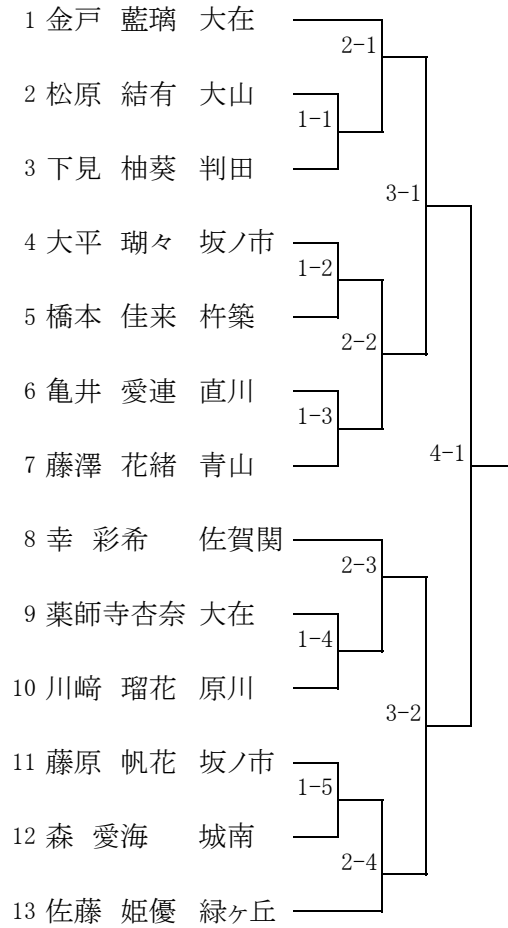 1 金戸 藍璃 大在
2-1
2 松原 結有 大山
1-1
3 下見 柚葵 判田
3-1
4 大平 瑚々 坂ノ市
1-2
5 橋本 佳来 杵築
2-2
6 亀井 愛連 直川
1-3
7 藤澤 花緒 青山
4-1
8 幸 彩希 佐賀関
2-3
9 薬師寺杏奈 大在
1-4
10 川﨑 瑠花 原川
3-2
11 藤原 帆花 坂ノ市
1-5
12 森 愛海 城南
2-4
13 佐藤 姫優 緑ヶ丘